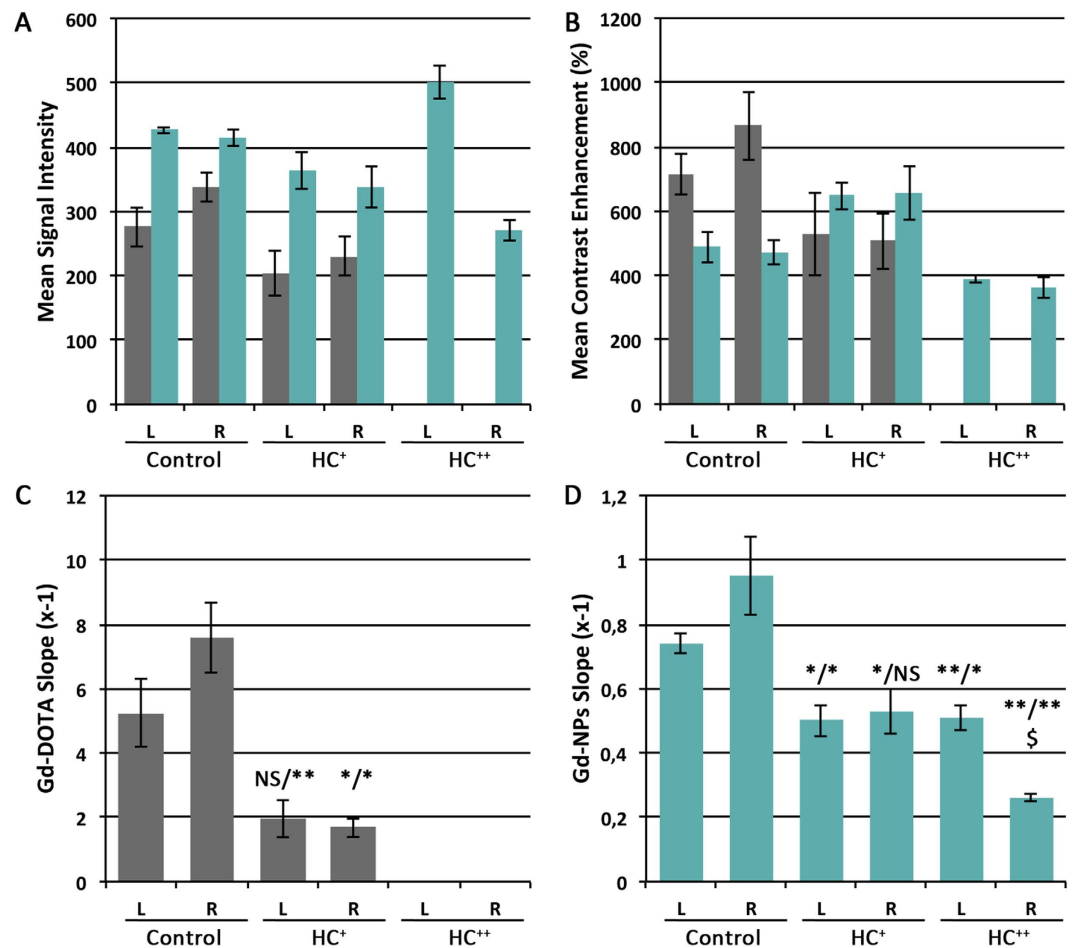 A
Mean Signal Intensity
600
500
400
300
200
100
0
L R L R L R
Control HC⁺ HC⁺⁺
B
Mean Contrast Enhancement (%)
1200
1000
800
600
400
200
0
L R L R L R
Control HC⁺ HC⁺⁺
C
Gd-DOTA Slope (x-1)
12
10
8
6
4
2
0
NS/** */*
L R L R L R
Control HC⁺ HC⁺⁺
D
Gd-NPs Slope (x-1)
1,2
1
0,8
0,6
0,4
0,2
0
*/* */NS **/* **/**
$
L R L R L R
Control HC⁺ HC⁺⁺